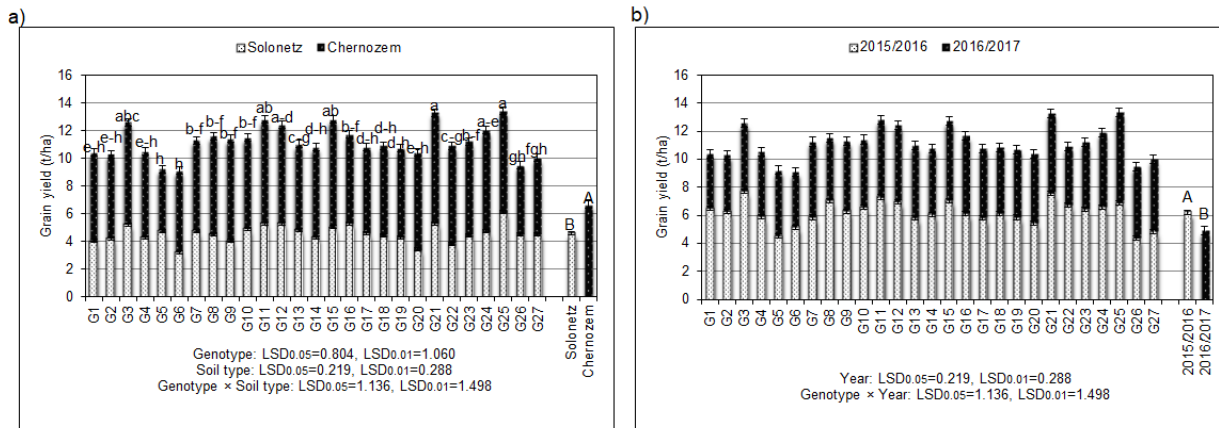 a)
Solonetz Chernozem
Grain yield (t/ha)
16
14
12
10
8
6
4
2
0
e-h e-h abc e-h h h b-f b-f b-f b-f ab a-d c-g d-h ab b-f d-h d-h d-h e-h a c-g b-f a-e a gh fgh
B A
G1 G2 G3 G4 G5 G6 G7 G8 G9 G10 G11 G12 G13 G14 G15 G16 G17 G18 G19 G20 G21 G22 G23 G24 G25 G26 G27 Solonetz Chernozem
Genotype: LSD0.05=0.804, LSD0.01=1.060
Soil type: LSD0.05=0.219, LSD0.01=0.288
Genotype × Soil type: LSD0.05=1.136, LSD0.01=1.498
b)
2015/2016 2016/2017
Grain yield (t/ha)
16
14
12
10
8
6
4
2
0
A B
G1 G2 G3 G4 G5 G6 G7 G8 G9 G10 G11 G12 G13 G14 G15 G16 G17 G18 G19 G20 G21 G22 G23 G24 G25 G26 G27 2015/2016 2016/2017
Year: LSD0.05=0.219, LSD0.01=0.288
Genotype × Year: LSD0.05=1.136, LSD0.01=1.498